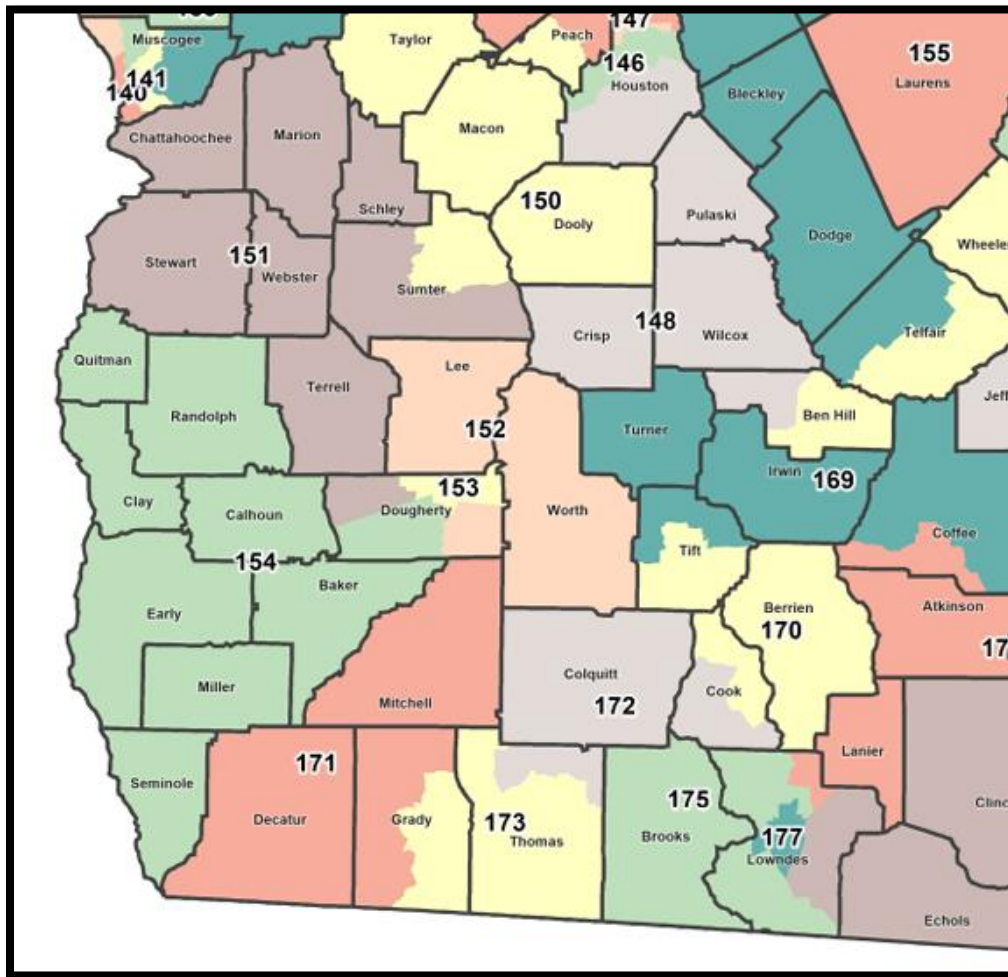 147
Muscogee
Taylor
Peach
155
146
Laurens
141
140
Houston
Bleckley
Macon
Chattahoochee
Marion
150
Schley
Pulaski
Dooly
Dodge
Wheeler
151
Stewart
Webster
Sumter
148
Crisp
Wilcox
Telfair
Quitman
Lee
Terrell
Jeff
Randolph
152
Turner
Ben Hill
Irwin
169
153
Clay
Calhoun
Dougherty
Worth
Coffee
Tift
154
Baker
Early
Berrien
Atkinson
170
17
Colquitt
Miller
Mitchell
172
Cook
Lanier
171
Seminole
175
Clinc
Decatur
Grady
173
Thomas
Brooks
177
Lowndes
Echols